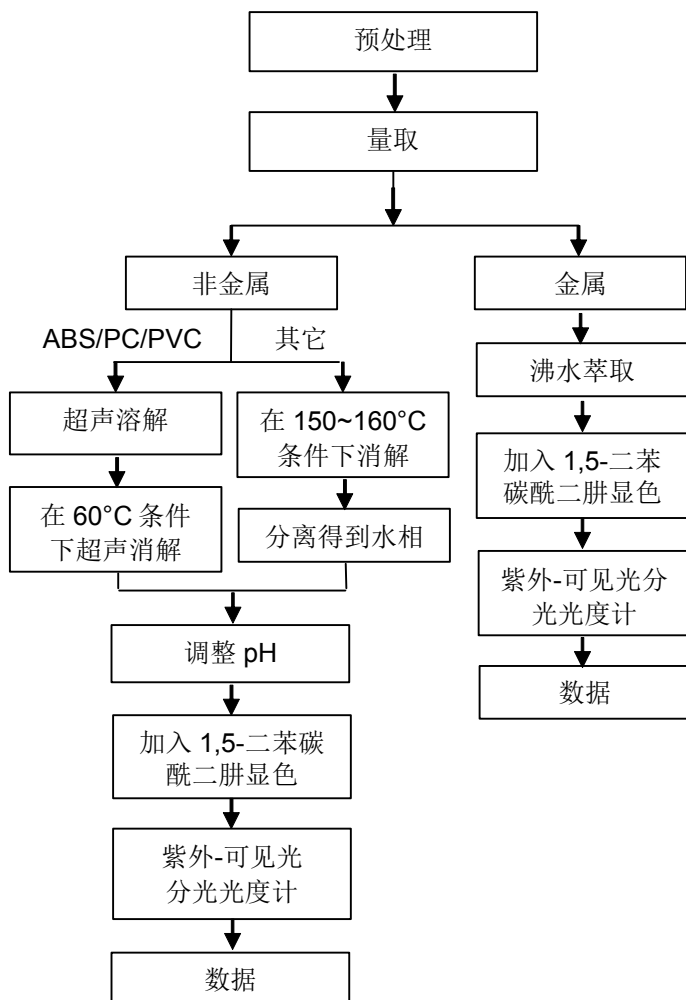 预处理
量取
非金属
金属
ABS/PC/PVC
其它
沸水萃取
超声溶解
在 150~160°C
条件下消解
加入 1,5-二苯
碳酰二肼显色
在 60°C 条件
下超声消解
分离得到水相
紫外-可见光分
光光度计
调整 pH
数据
加入 1,5-二苯碳
酰二肼显色
紫外-可见光
分光光度计
数据